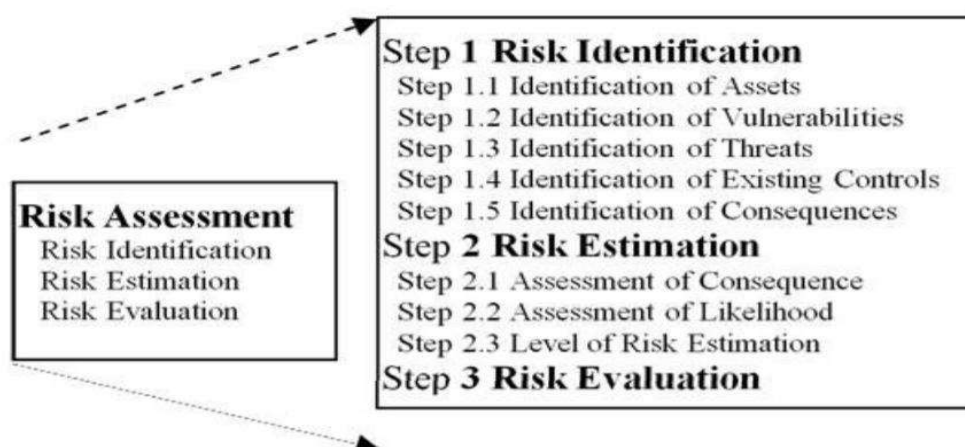 Risk Assessment
Risk Identification
Risk Estimation
Risk Evaluation
Step 1 Risk Identification
Step 1.1 Identification of Assets
Step 1.2 Identification of Vulnerabilities
Step 1.3 Identification of Threats
Step 1.4 Identification of Existing Controls
Step 1.5 Identification of Consequences
Step 2 Risk Estimation
Step 2.1 Assessment of Consequence
Step 2.2 Assessment of Likelihood
Step 2.3 Level of Risk Estimation
Step 3 Risk Evaluation